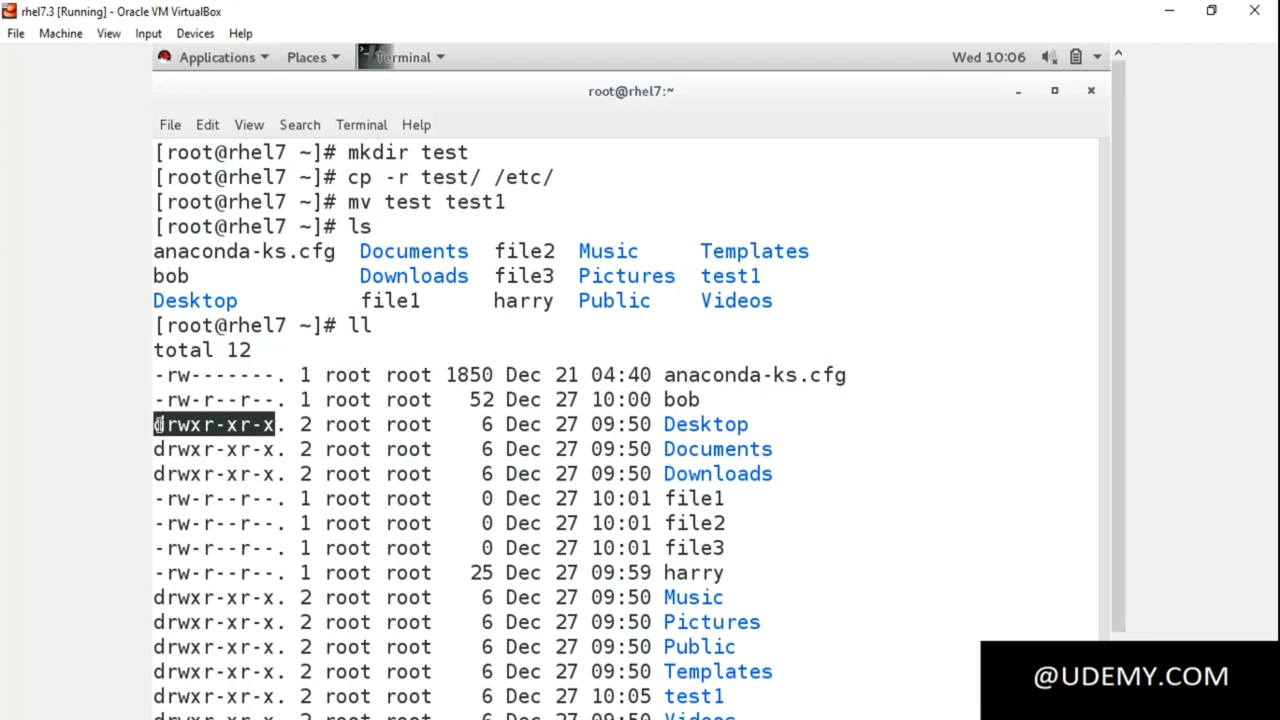 rhel7.3 [Running] - Oracle VM VirtualBox
File Machine View Input Devices Help
Applications Places Terminal Wed 10:06
root@rhel7:~
File Edit View Search Terminal Help
[root@rhel7 ~]# mkdir test
[root@rhel7 ~]# cp -r test/ /etc/
[root@rhel7 ~]# mv test test1
[root@rhel7 ~]# ls
anaconda-ks.cfg Documents file2 Music Templates
bob Downloads file3 Pictures test1
Desktop file1 harry Public Videos
[root@rhel7 ~]# ll
total 12
-rw-------. 1 root root 1850 Dec 21 04:40 anaconda-ks.cfg
-rw-r--r--. 1 root root 52 Dec 27 10:00 bob
drwxr-xr-x. 2 root root 6 Dec 27 09:50 Desktop
drwxr-xr-x. 2 root root 6 Dec 27 09:50 Documents
drwxr-xr-x. 2 root root 6 Dec 27 09:50 Downloads
-rw-r--r--. 1 root root 0 Dec 27 10:01 file1
-rw-r--r--. 1 root root 0 Dec 27 10:01 file2
-rw-r--r--. 1 root root 0 Dec 27 10:01 file3
-rw-r--r--. 1 root root 25 Dec 27 09:59 harry
drwxr-xr-x. 2 root root 6 Dec 27 09:50 Music
drwxr-xr-x. 2 root root 6 Dec 27 09:50 Pictures
drwxr-xr-x. 2 root root 6 Dec 27 09:50 Public
drwxr-xr-x. 2 root root 6 Dec 27 09:50 Templates
drwxr-xr-x. 2 root root 6 Dec 27 10:05 test1
drwxr-xr-x. 2 root root 6 Dec 27 09:50 Videos
@UDEMY.COM